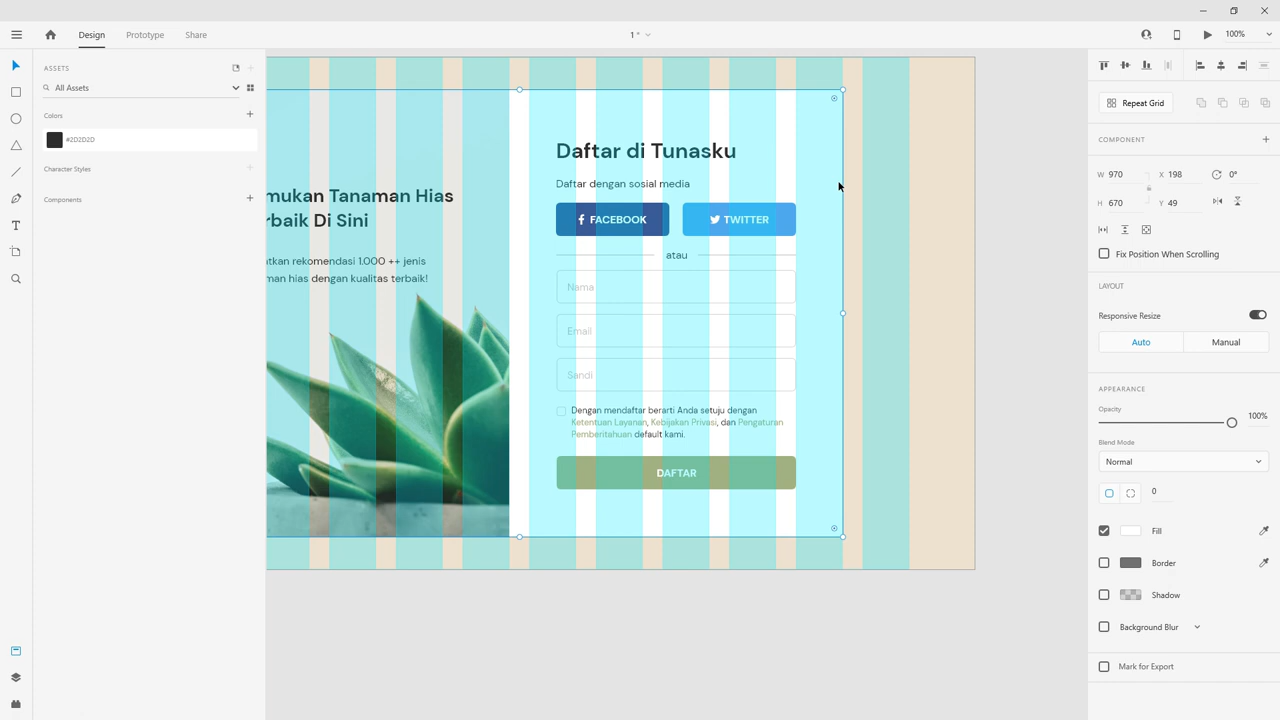 Design
Prototype
Share
1 *
100%
ASSETS
All Assets
Colors
#2D2D2D
Character Styles
Components
mukan Tanaman Hias
rbaik Di Sini
atkan rekomendasi 1.000 ++ jenis
man hias dengan kualitas terbaik!
Daftar di Tunasku
Daftar dengan sosial media
FACEBOOK
TWITTER
atau
Nama
Email
Sandi
Dengan mendaftar berarti Anda setuju dengan
Ketentuan Layanan, Kebijakan Privasi, dan Pengaturan
Pemberitahuan default kami.
DAFTAR
Repeat Grid
COMPONENT
W 970 X 198 0°
H 670 Y 49
Fix Position When Scrolling
LAYOUT
Responsive Resize
Auto
Manual
APPEARANCE
Opacity
100%
Blend Mode
Normal
0
Fill
Border
Shadow
Background Blur
Mark for Export